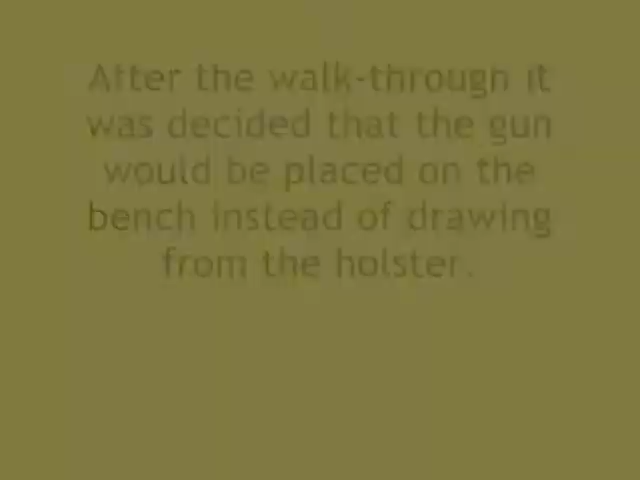 After the walk-through it
was decided that the gun
would be placed on the
bench instead of drawing
from the holster.